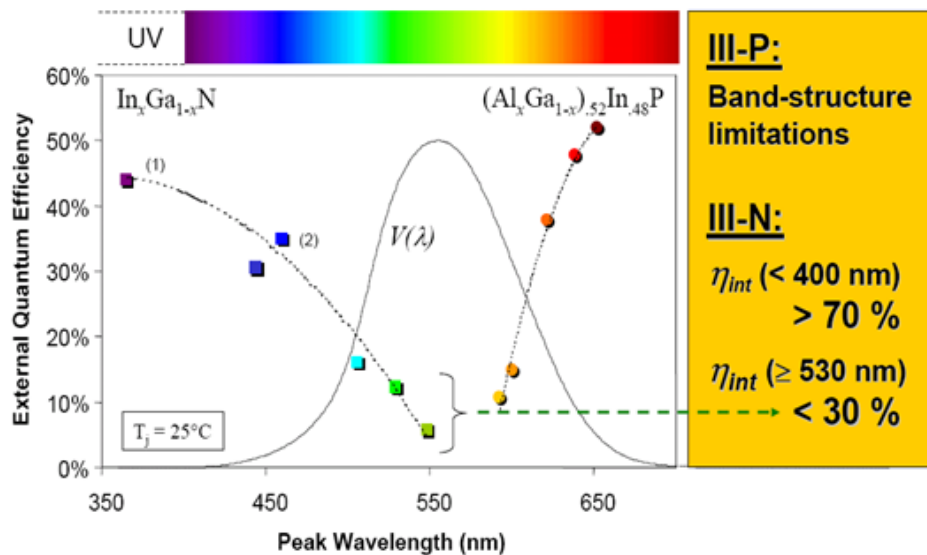 UV
60%
50%
40%
30%
20%
10%
0%
External Quantum Efficiency
InₓGa₁₋ₓN
(AlₓGa₁₋ₓ).₅₂In.₄₈P
(1)
(2)
V(λ)
Tⱼ = 25°C
350
450
550
650
Peak Wavelength (nm)
III-P:
Band-structure
limitations
III-N:
ηint (< 400 nm)
> 70 %
ηint (≥ 530 nm)
< 30 %